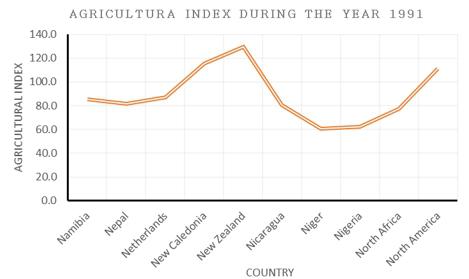 AGRICULTURA INDEX DURING THE YEAR 1991
140.0
120.0
100.0
80.0
60.0
40.0
20.0
0.0
AGRICULTURAL INDEX
Namibia
Nepal
Netherlands
New Caledonia
New Zealand
Nicaragua
Niger
Nigeria
North Africa
North America
COUNTRY